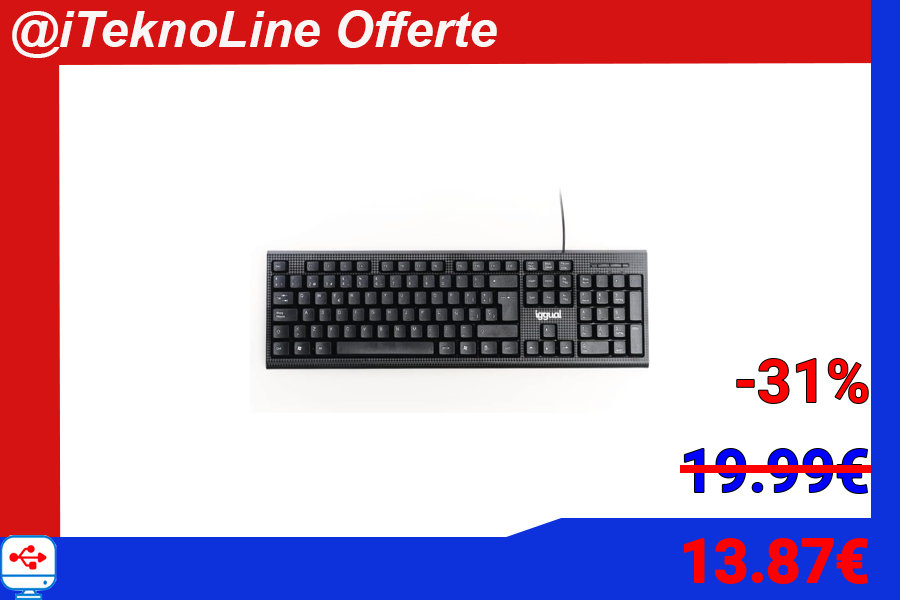 @iTeknoLine Offerte
iggual
-31%
19.99€
13.87€